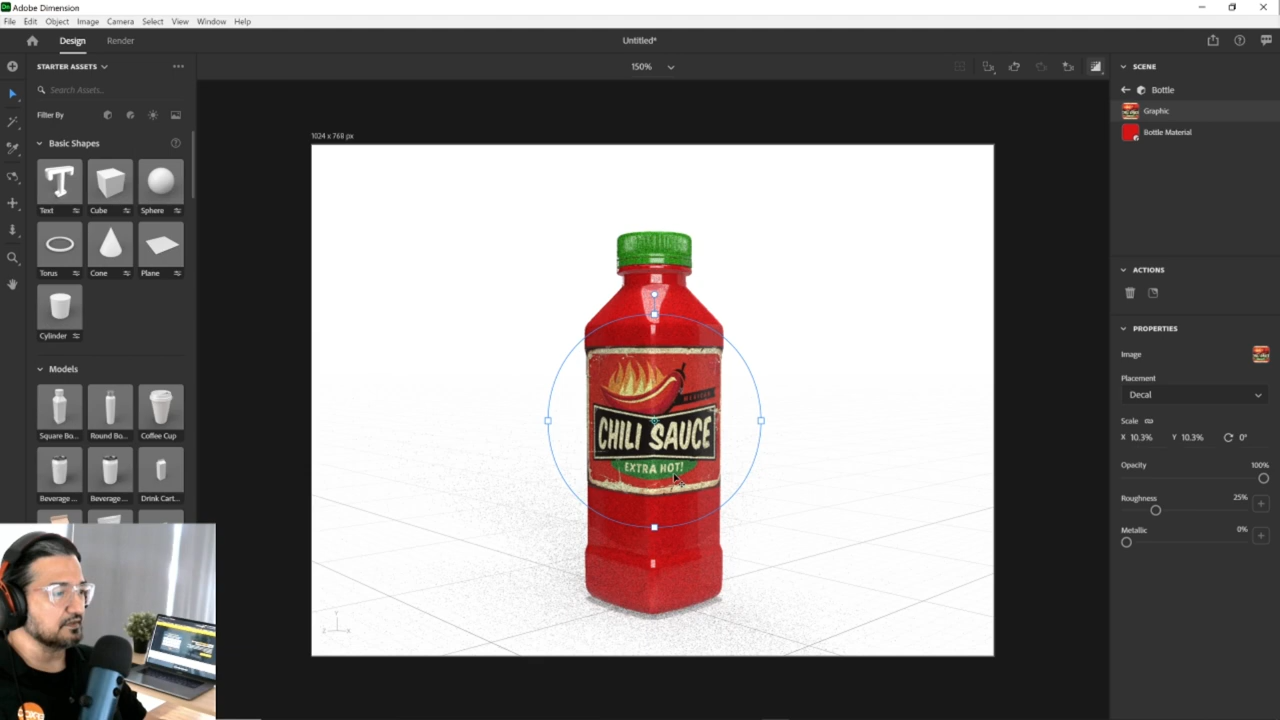 Dn Adobe Dimension
File Edit Object Image Camera Select View Window Help
Design Render Untitled*
STARTER ASSETS 150% SCENE
Search Assets... Bottle
Filter By Graphic
Bottle Material
1024 x 768 px
Basic Shapes
Text Cube Sphere
Torus Cone Plane
Cylinder
ACTIONS
PROPERTIES
Image
Models
Placement
Decal
Square Bo... Round Bo... Coffee Cup
Scale
X 10.3% Y 10.3% 0°
Beverage ... Beverage ... Drink Cart...
Opacity 100%
Roughness 25%
Metallic 0%
CHILI SAUCE
EXTRA HOT!
Y
Z X